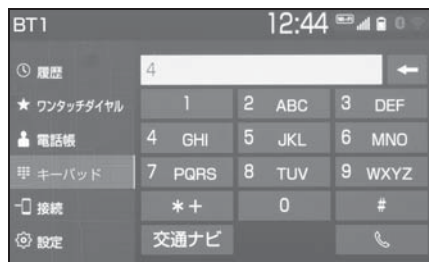 BT1 12:44 Wi-Fi
履歴
4
ワンタッチダイヤル
1
2 ABC
3 DEF
電話帳
4 GHI
5 JKL
6 MNO
キーパッド
7 PQRS
8 TUV
9 WXYZ
接続
*+
0
#
設定
交通ナビ